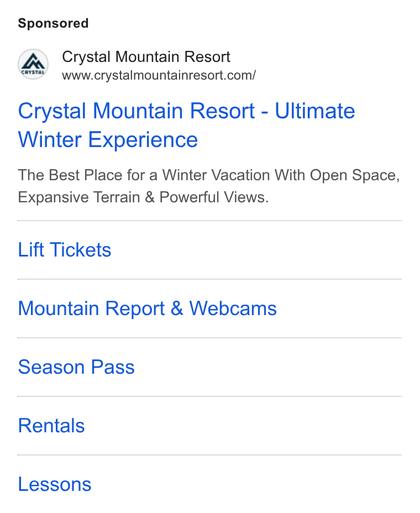 Sponsored
Crystal Mountain Resort
CRYSTAL
www.crystalmountainresort.com/
Crystal Mountain Resort - Ultimate
Winter Experience
The Best Place for a Winter Vacation With Open Space,
Expansive Terrain & Powerful Views.
Lift Tickets
Mountain Report & Webcams
Season Pass
Rentals
Lessons